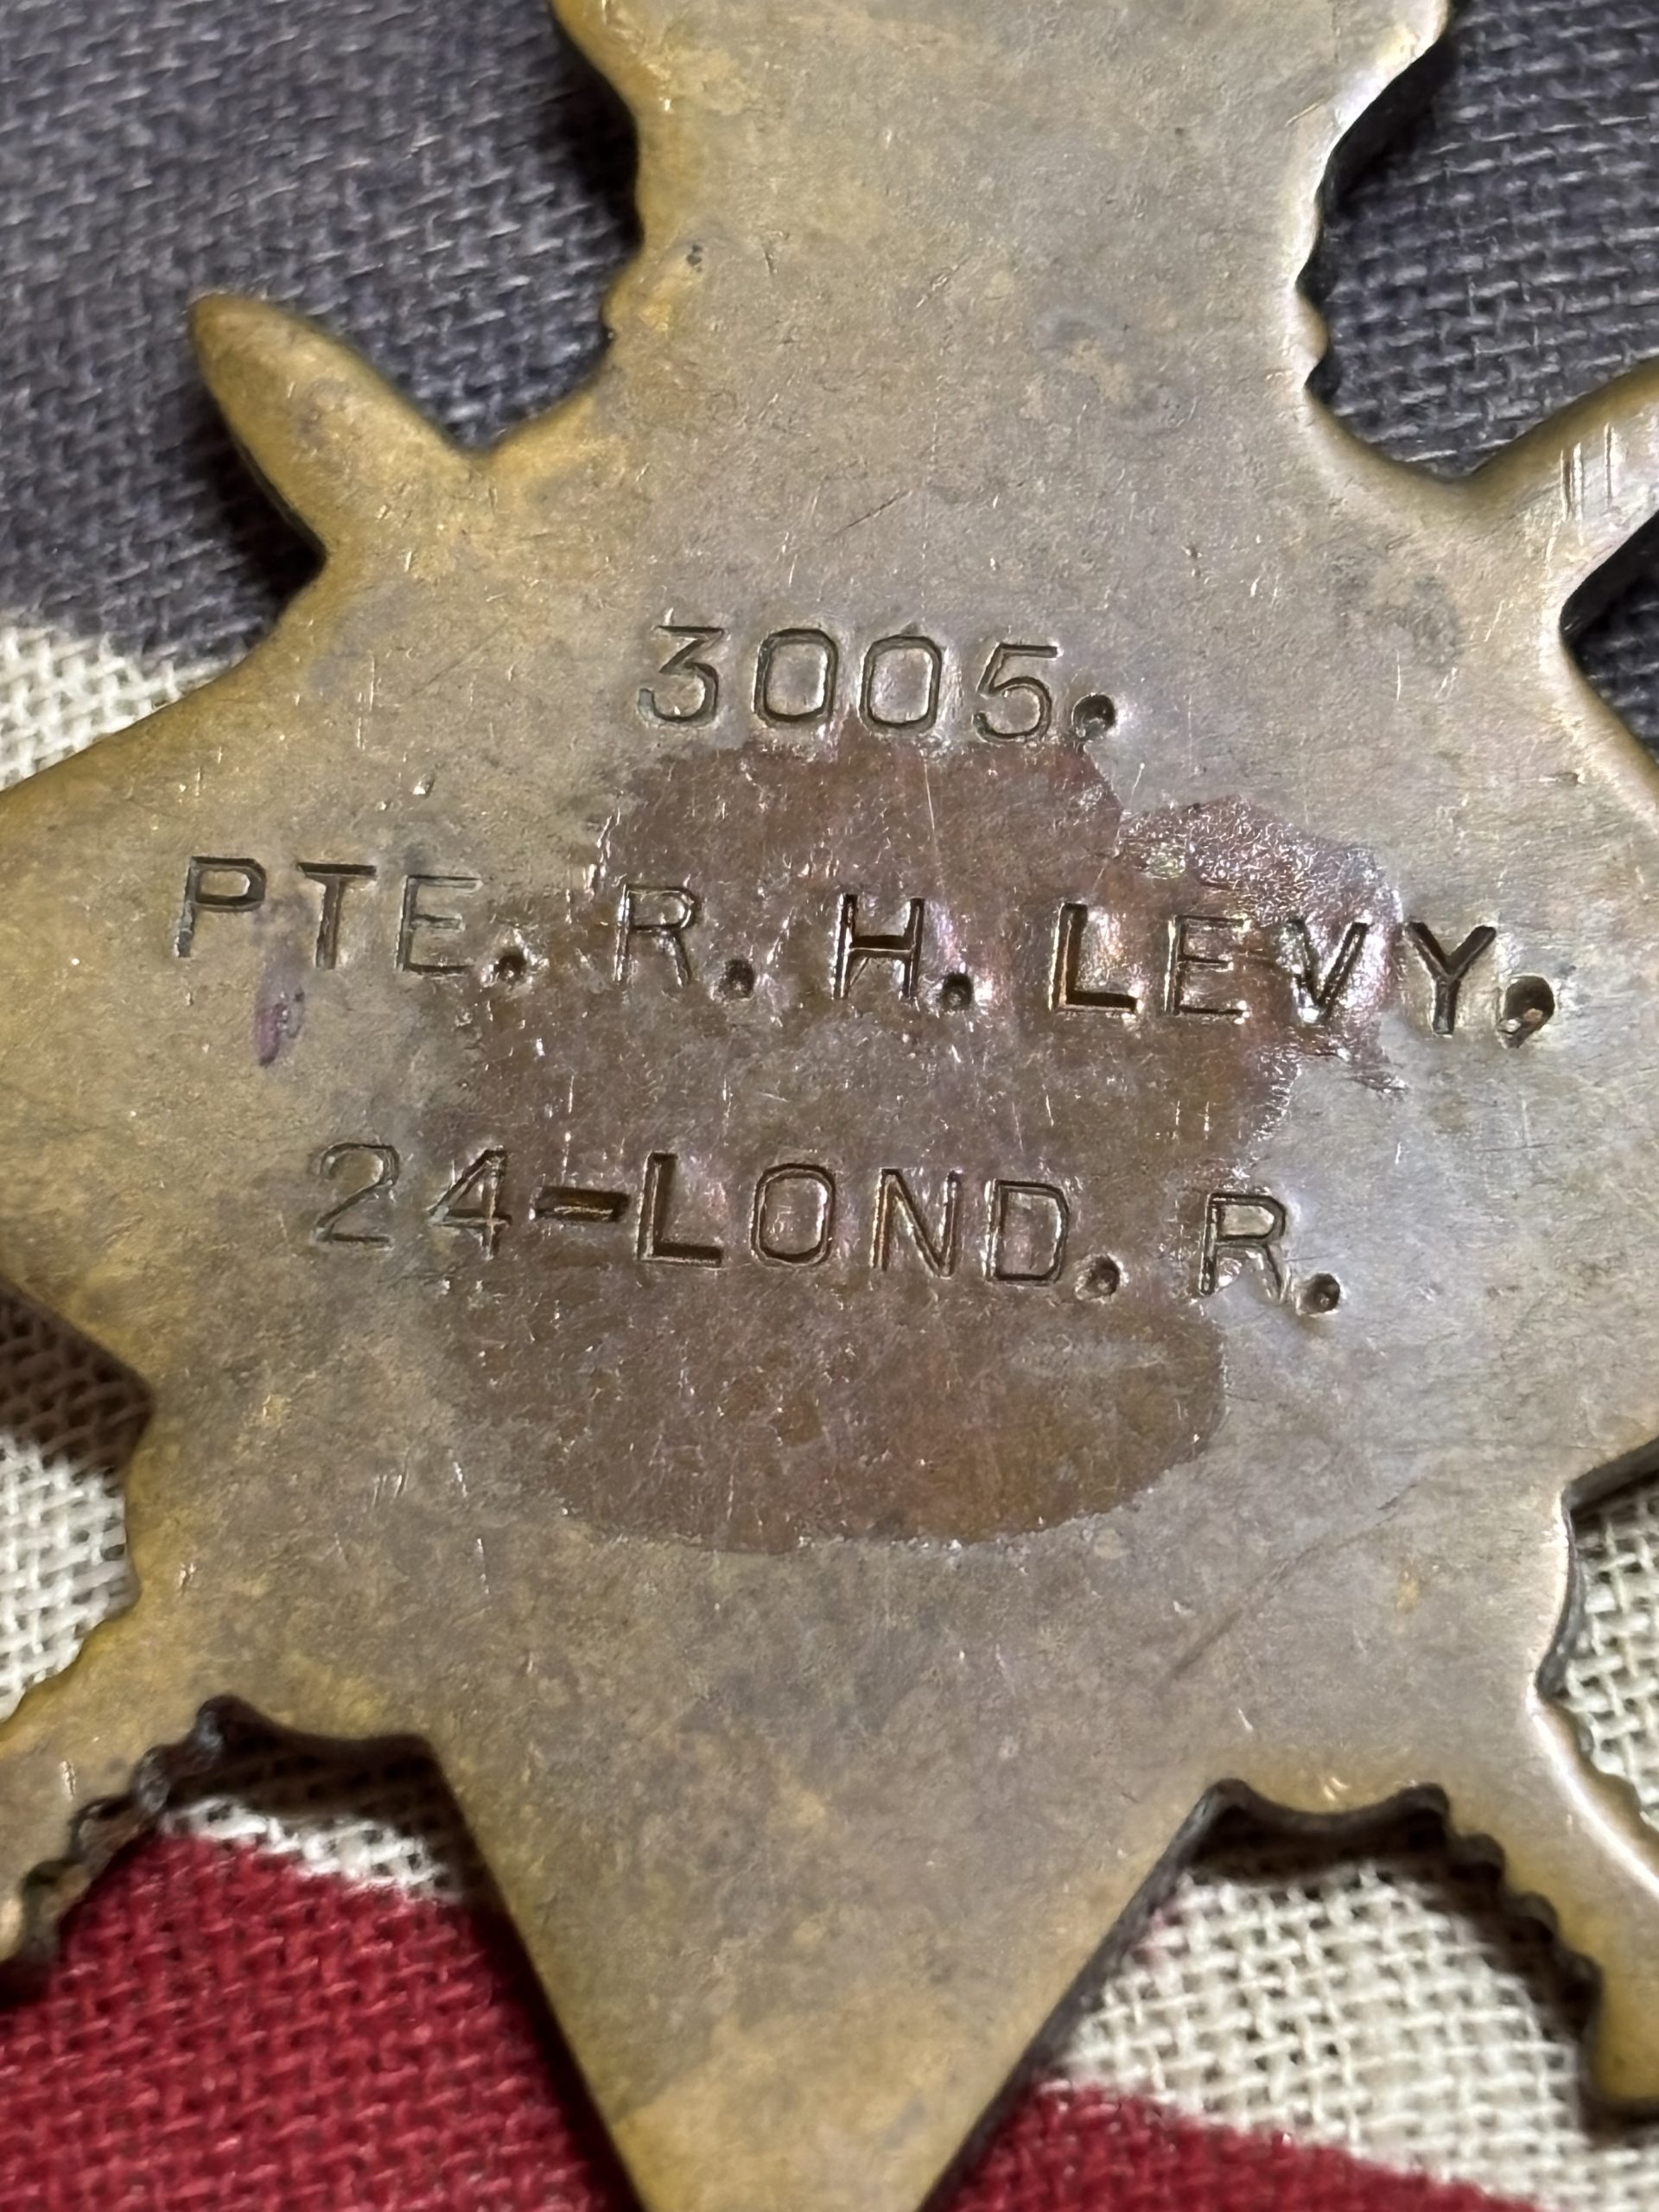 3005.
PTE. R. H. LEVY,
24-LOND. R.